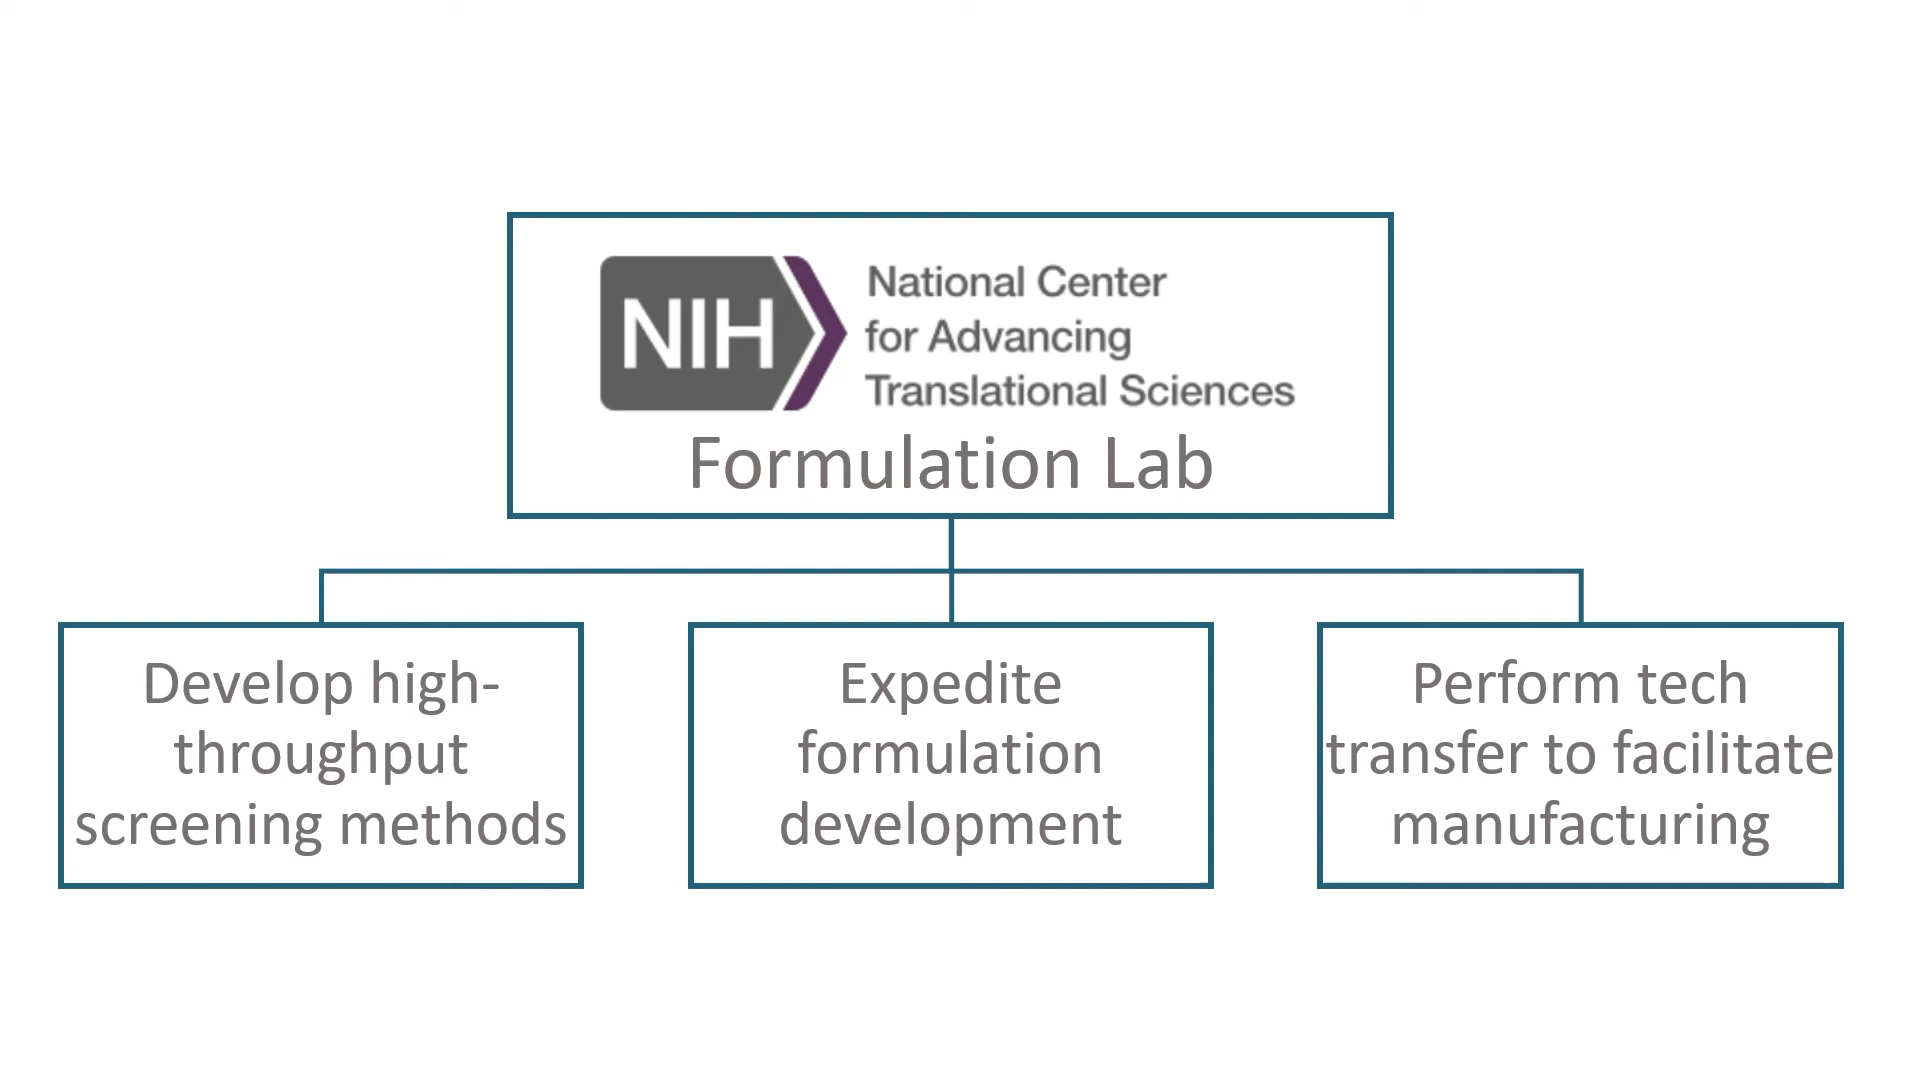 NIH
National Center
for Advancing
Translational Sciences
Formulation Lab
Develop high-
throughput
screening methods
Expedite
formulation
development
Perform tech
transfer to facilitate
manufacturing